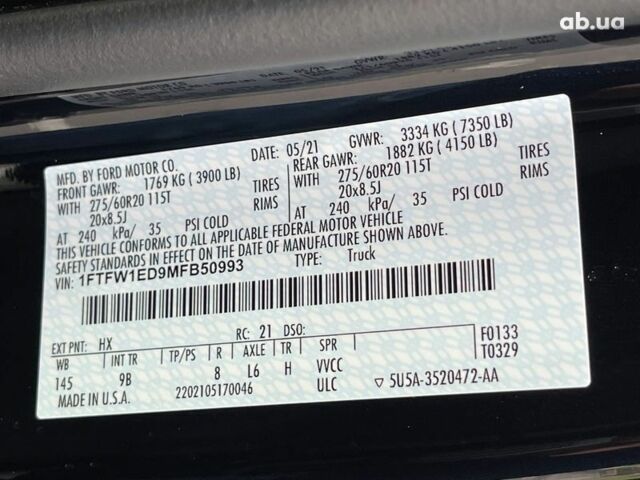 ab.ua
MFD. BY FORD MOTOR CO.
DATE: 05/21 GVWR: 3334 KG ( 7350 LB)
FRONT GAWR: 1769 KG ( 3900 LB) REAR GAWR: 1882 KG ( 4150 LB)
WITH 275/60R20 115T TIRES WITH 275/60R20 115T TIRES
20x8.5J RIMS 20x8.5J RIMS
AT 240 kPa/ 35 PSI COLD AT 240 kPa/ 35 PSI COLD
THIS VEHICLE CONFORMS TO ALL APPLICABLE FEDERAL MOTOR VEHICLE
SAFETY STANDARDS IN EFFECT ON THE DATE OF MANUFACTURE SHOWN ABOVE.
VIN: 1FTFW1ED9MFB50993 TYPE: Truck
EXT PNT: HX RC: 21 DSO: F0133
WB INT TR TP/PS R AXLE TR SPR T0329
145 9B 8 L6 H VVCC
ULC
MADE IN U.S.A. 2202105170046 ▽ 5U5A-3520472-AA